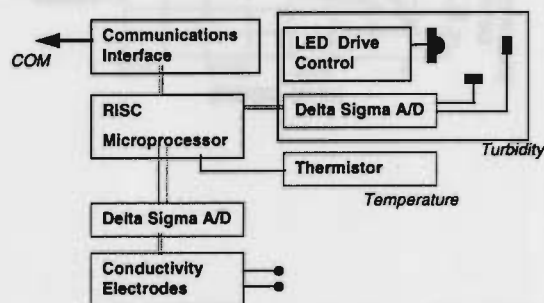 Communications
Interface
COM
LED Drive
Control
RISC
Microprocessor
Delta Sigma A/D
Turbidity
Thermistor
Temperature
Delta Sigma A/D
Conductivity
Electrodes